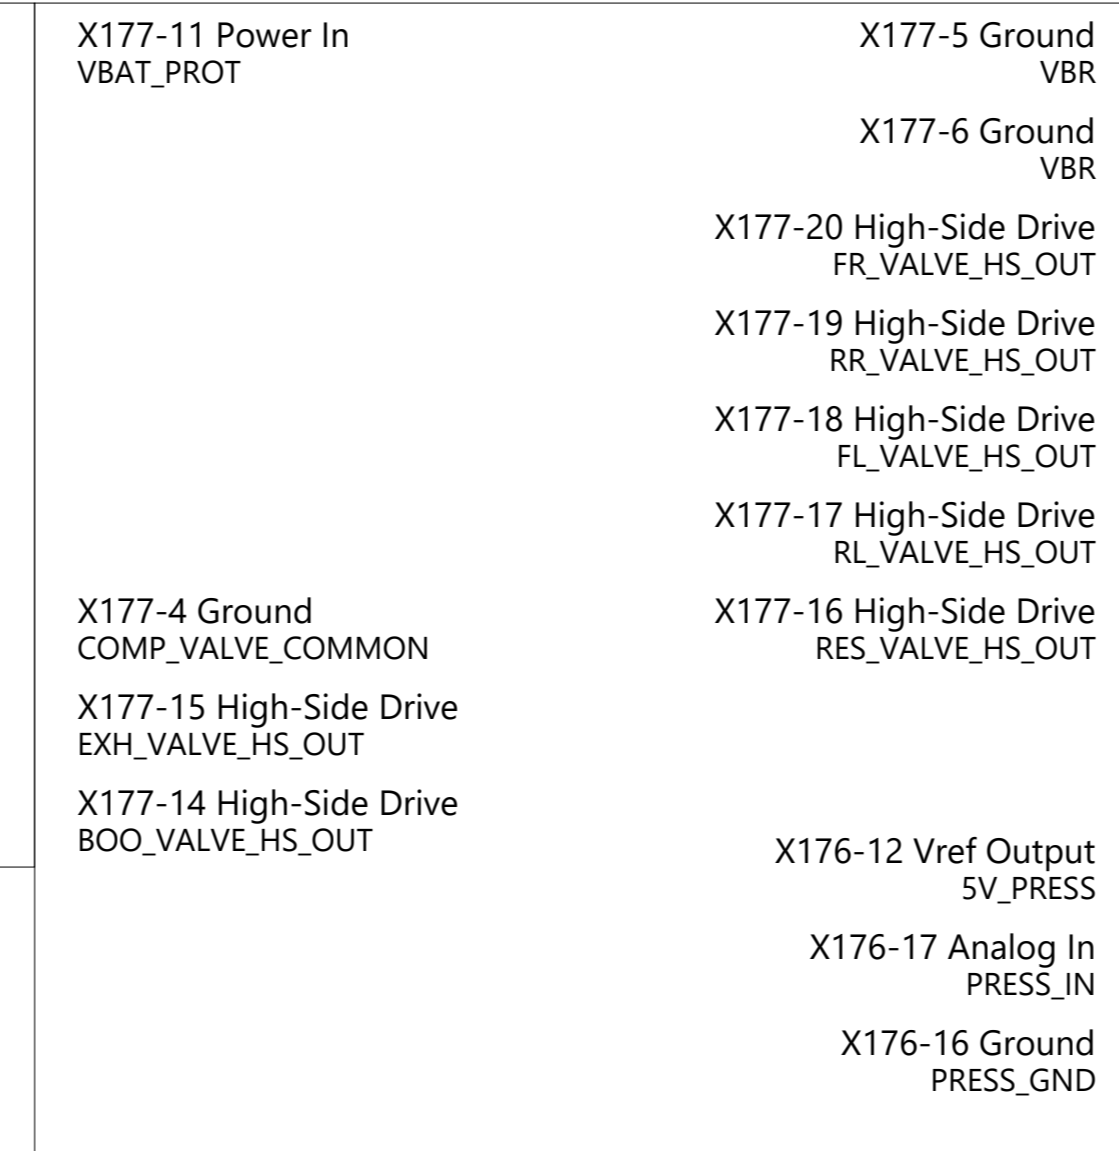 X177-11 Power In
VBAT_PROT
X177-4 Ground
COMP_VALVE_COMMON
X177-15 High-Side Drive
EXH_VALVE_HS_OUT
X177-14 High-Side Drive
BOO_VALVE_HS_OUT
X177-5 Ground
VBR
X177-6 Ground
VBR
X177-20 High-Side Drive
FR_VALVE_HS_OUT
X177-19 High-Side Drive
RR_VALVE_HS_OUT
X177-18 High-Side Drive
FL_VALVE_HS_OUT
X177-17 High-Side Drive
RL_VALVE_HS_OUT
X177-16 High-Side Drive
RES_VALVE_HS_OUT
X176-12 Vref Output
5V_PRESS
X176-17 Analog In
PRESS_IN
X176-16 Ground
PRESS_GND